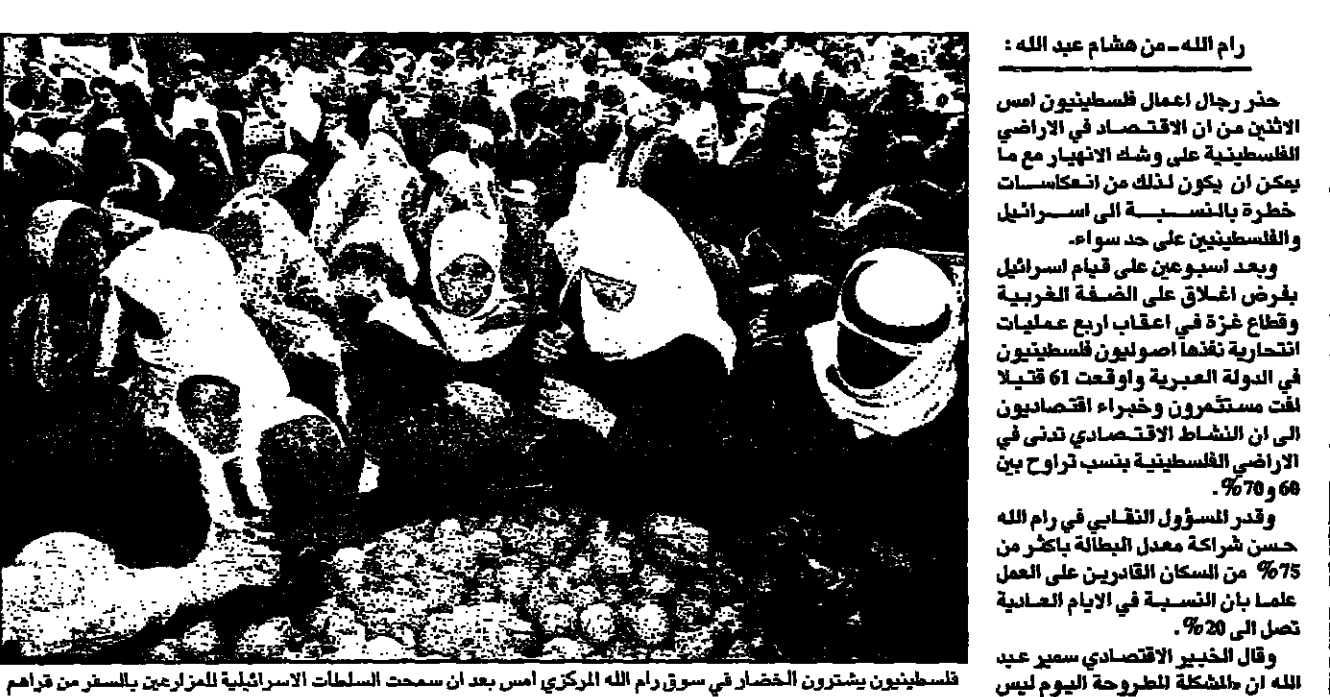 رام الله - من هشام عبد الله :
حذر رجال اعمال فلسطينيون امس
الاثنين من ان الاقتصاد في الاراضي
الفلسطينية على وشك الانهيار مع ما
يمكن ان يكون لذلك من انعكاسات
خطرة بالنسبة الى اسرائيل
والفلسطينيين على حد سواء.
وبعد اسبوعين على قيام اسرائيل
بفرض اغلاق على الضفة الغربية
وقطاع غزة في اعقاب اربع عمليات
انتحارية نفذها اصوليون فلسطينيون
في الدولة العبرية واوقعت 61 قتيلا
لفت مستثمرون وخبراء اقتصاديون
الى ان النشاط الاقتصادي تدنى في
الاراضي الفلسطينية بنسب تراوح بين
60 و70%.
وقدر المسؤول النقابي في رام الله
حسن شراكة معدل البطالة باكثر من
75% من السكان القادرين على العمل
علما بان النسبة في الايام العادية
تصل الى 20%.
وقال الخبير الاقتصادي سمير عبد
الله ان المشكلة المطروحة اليوم ليس
فلسطينيون يشترون الخضار في سوق رام الله المركزي امس بعد ان سمحت السلطات الاسرائيلية للمزارعين بالسفر من قراهم